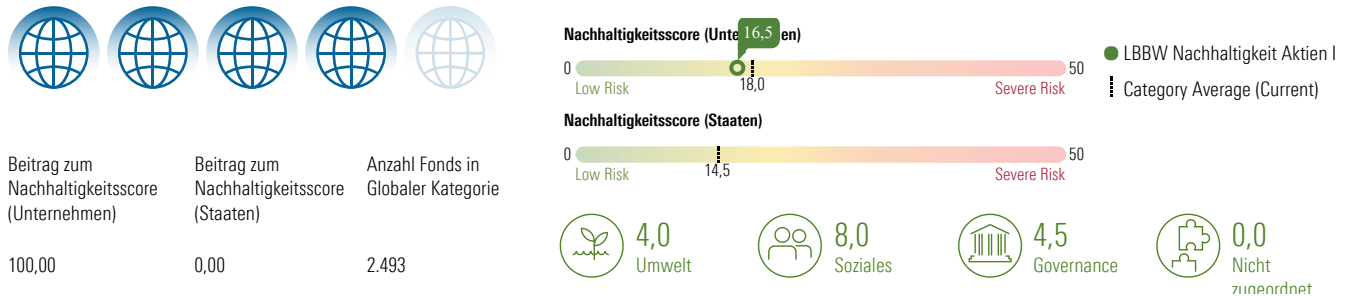 Beitrag zum
Nachhaltigkeitsscore
(Unternehmen)
100,00
Beitrag zum
Nachhaltigkeitsscore
(Staaten)
0,00
Anzahl Fonds in
Globaler Kategorie
2.493
Nachhaltigkeitsscore (Unte en)
16,5
0
50
Low Risk
18,0
Severe Risk
Nachhaltigkeitsscore (Staaten)
0
50
Low Risk
14,5
Severe Risk
LBBW Nachhaltigkeit Aktien I
Category Average (Current)
4,0
Umwelt
8,0
Soziales
4,5
Governance
0,0
Nicht
zugeordnet